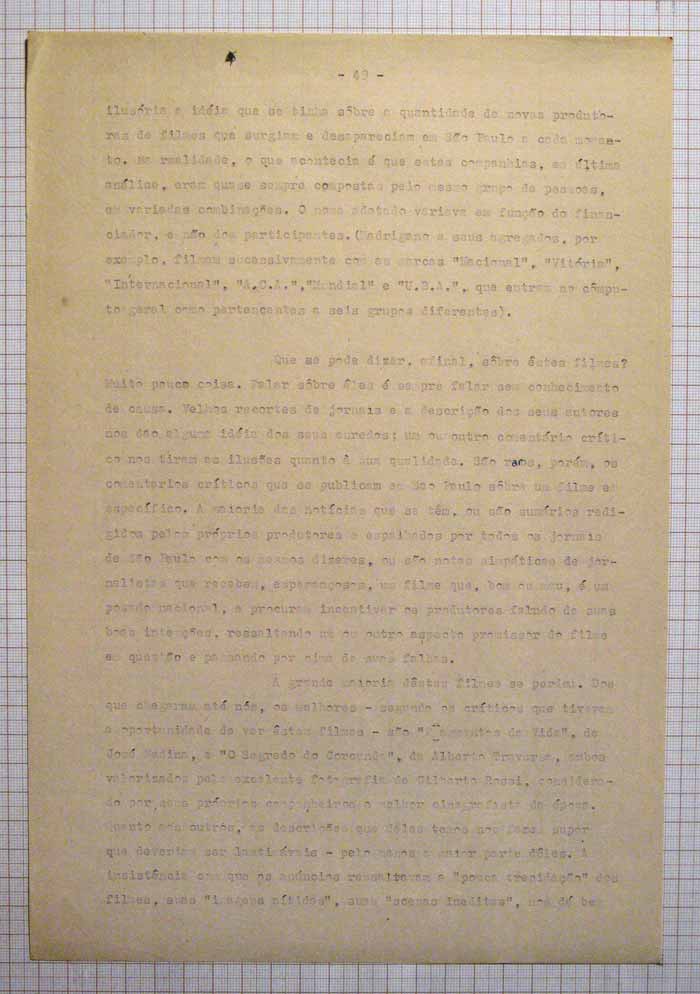 - 49 -
ilusória a idéia que se tinha sôbre a quantidade de novas produto-
ras de filmes que surgiam e desapareciam em São Paulo a cada momen-
to. Na realidade, o que acontecia é que estas companhias, em última
análise, eram quase sempre compostas pelo mesmo grupo de pessoas,
em variadas combinações. O nome adotado variava em função do finan-
ciador, e não dos participantes.(Madrigano e seus agregados, por
exemplo, filmam sucessivamente com as marcas "Nacional", "Vitória",
"Internacional", "A.C.A.","Mundial" e "U.B.A.", que entram no cômpu-
to geral como pertencentes a seis grupos diferentes).
Que se pode dizer, afinal, sôbre êstes filmes?
Muito pouca coisa. Falar sôbre êles é sempre falar sem conhecimento
de causa. Velhos recortes de jornais e a descrição dos seus autores
nos dão alguma idéia dos seus enredos; um ou outro comentário críti-
co nos tiram as ilusões quanto à sua qualidade. São raros, porém, os
comentarios críticos que se publicam em São Paulo sôbre um filme em
específico. A maioria das notícias que se têm, ou são sumários redi-
gidos pelos próprios produtores e espalhados por todos os jornais
de São Paulo com os mesmos dizeres, ou são notas simpáticas de jor-
nalistas que recebem, esperançosos, um filme que, bom ou mau, é um
posado nacional, e procuram incentivar os produtores falndo de suas
boas intenções, ressaltando um ou outro aspecto promissor do filme
em questão e passando por cima de suas falhas.
A grande maioria dêstes filmes se perdeu. Dos
que chegaram até nós, os melhores - segundo os críticos que tiveram
a oportunidade de ver êstes filmes - são "Fragmentos da Vida", de
José Medina, e "O Segredo do Corcunda", de Alberto Traversa, ambos
valorizados pela excelente fotografia de Gilberto Rossi, considera-
do por seus próprios companheiros o melhor cinegrafista da época.
Quanto aos outros, as descrições que dêles temos nos fazem supor
que deveriam ser lastimáveis - pelo menos a maior parte dêles. A
insistência com que os anúncios ressaltavam a "pouca trepidação" dos
filmes, suas "imagens nítidas", suas "scenas ineditas", nos dá bem